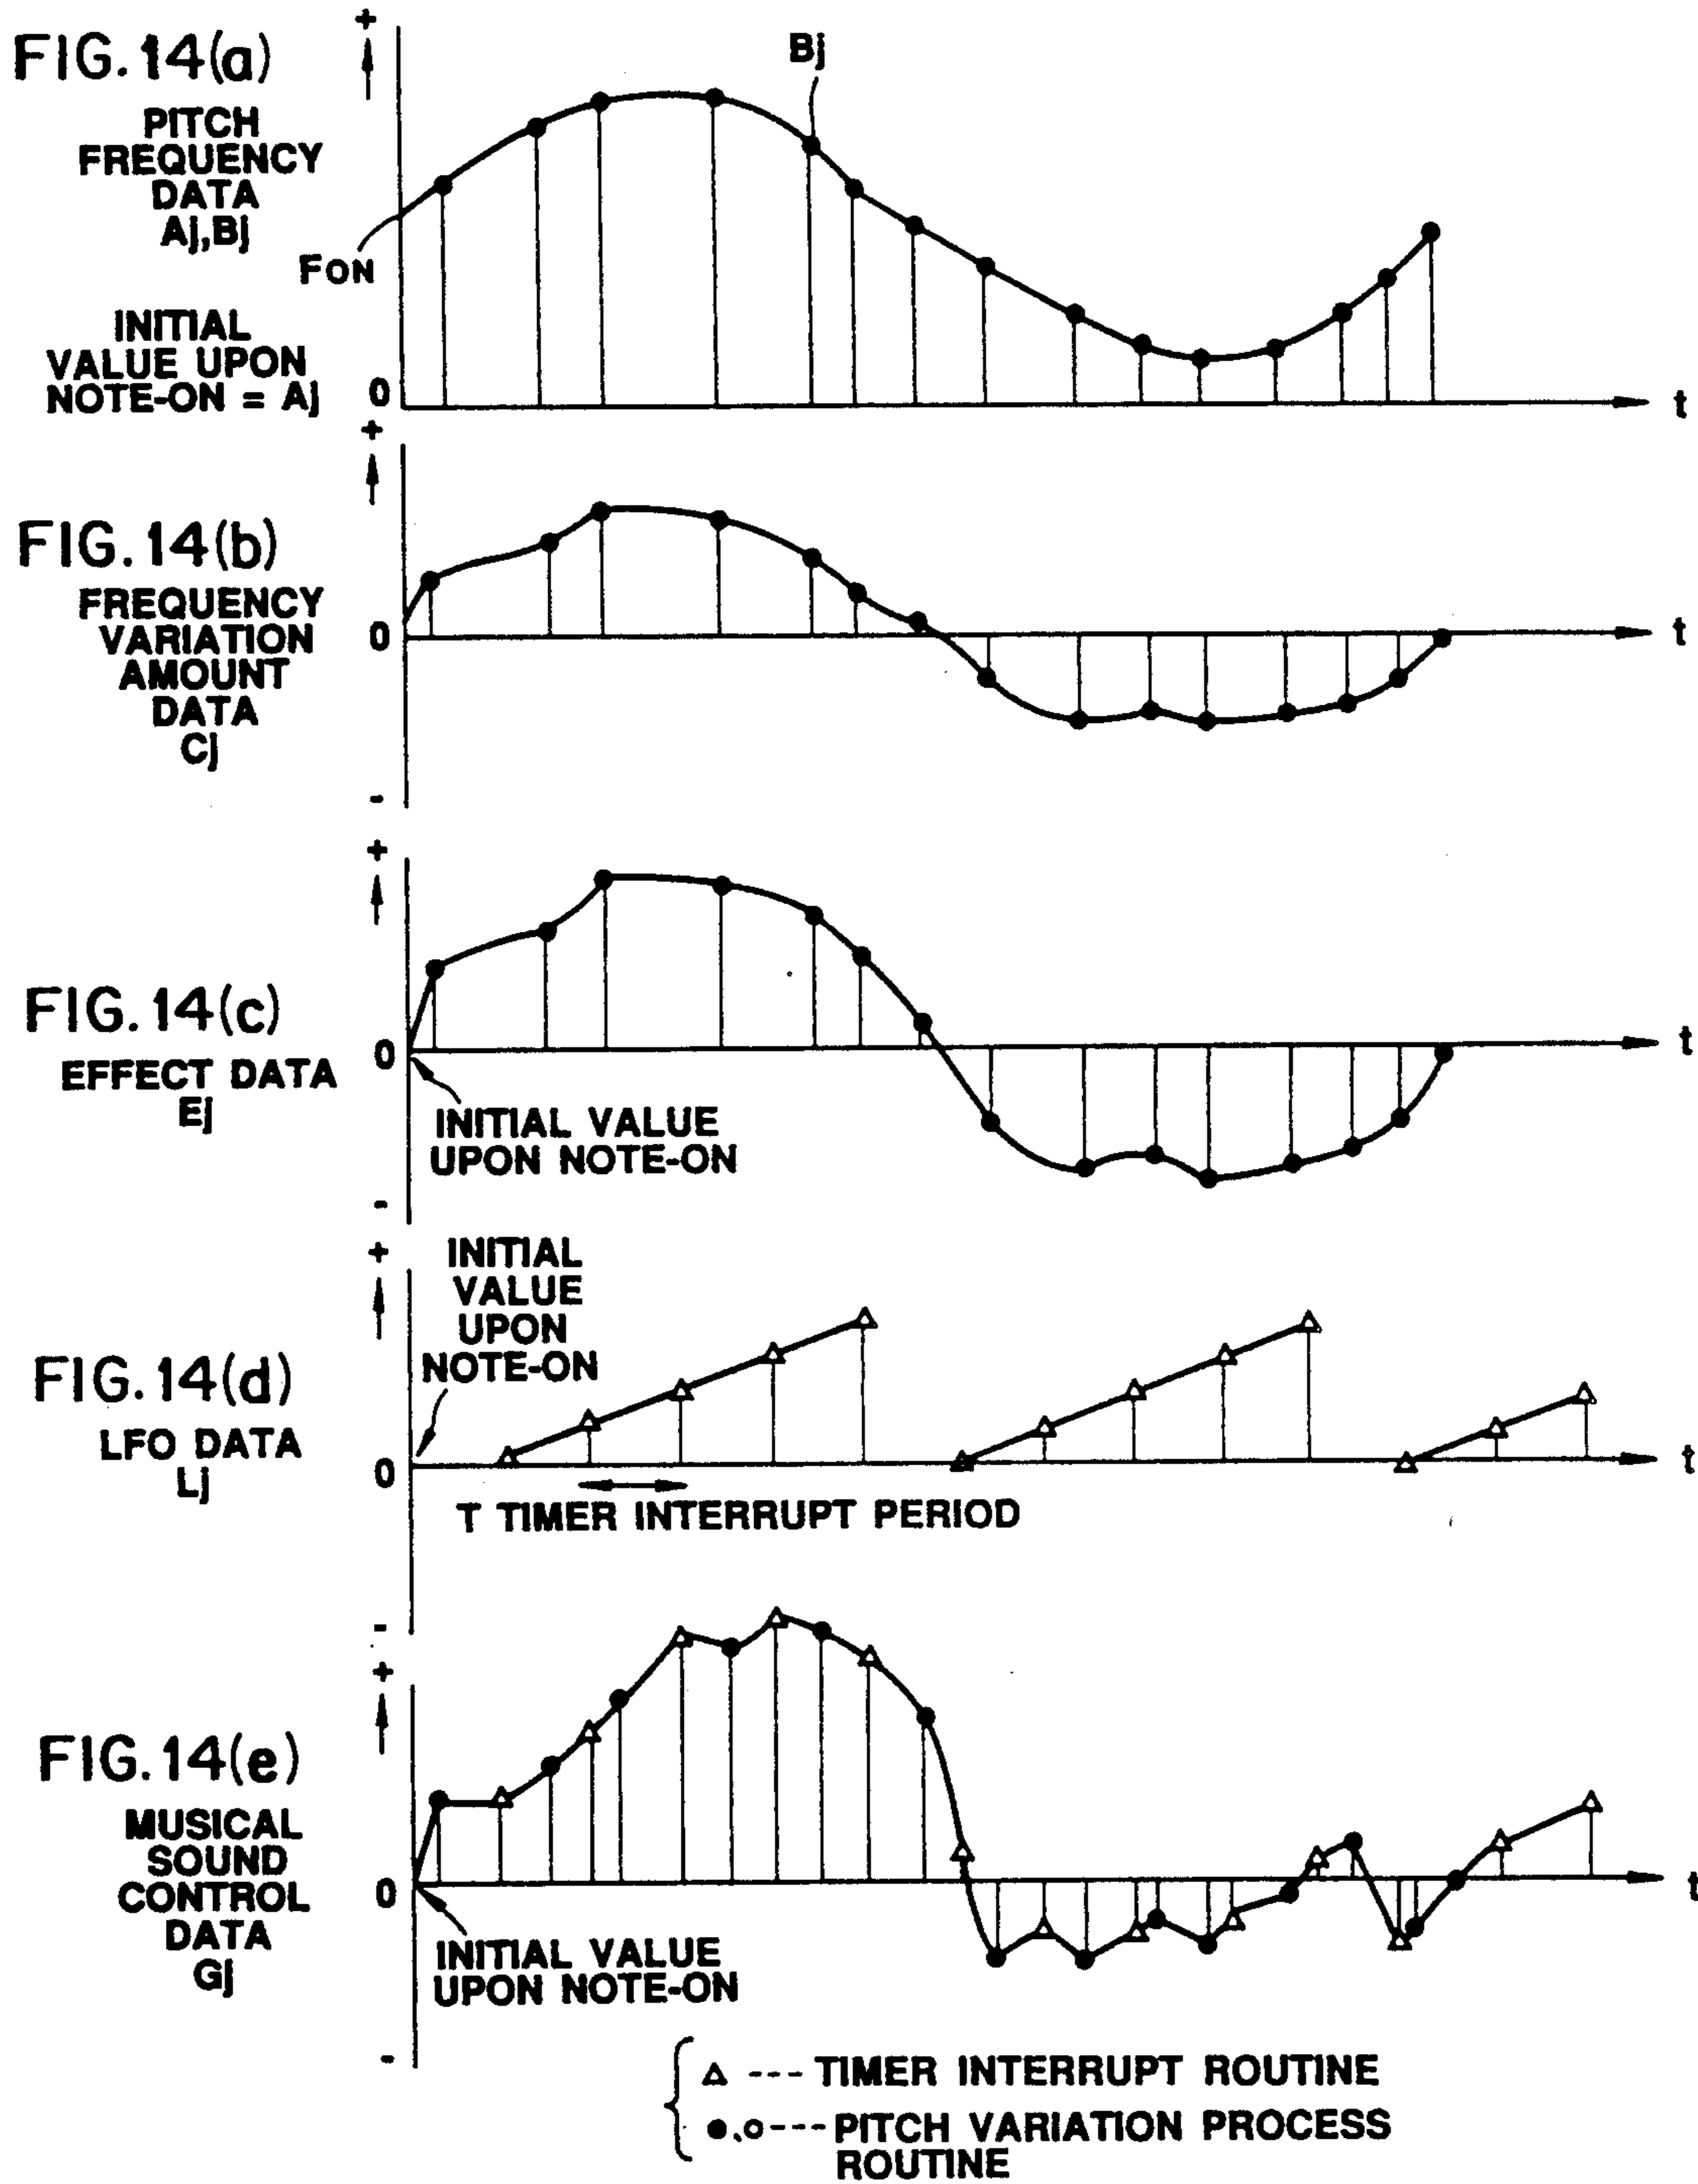 FIG. 14(a)
PITCH
FREQUENCY
DATA
Aj,Bj
FON
INITIAL
VALUE UPON
NOTE-ON = Aj
+
0
Bj
t
FIG. 14(b)
FREQUENCY
VARIATION
AMOUNT
DATA
Cj
+
0
-
t
FIG. 14(c)
EFFECT DATA
Ej
+
0
-
INITIAL VALUE
UPON NOTE-ON
t
FIG. 14(d)
LFO DATA
Lj
+
0
-
INITIAL
VALUE
UPON
NOTE-ON
T TIMER INTERRUPT PERIOD
t
FIG. 14(e)
MUSICAL
SOUND
CONTROL
DATA
Gj
+
0
-
INITIAL VALUE
UPON NOTE-ON
t
△ --- TIMER INTERRUPT ROUTINE
●,○ --- PITCH VARIATION PROCESS
ROUTINE